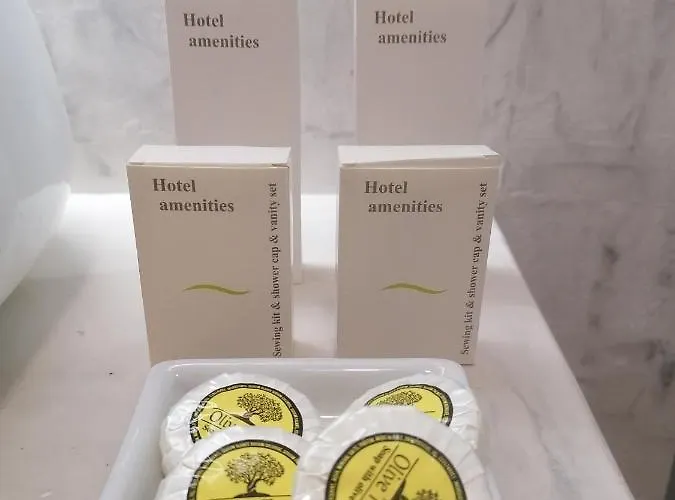 Hotel
amenities
Hotel
amenities
Hotel
amenities
Sewing kit & shower cap & vanity set
Hotel
amenities
Sewing kit & shower cap & vanity set
Olive
Olive
Soap with olive